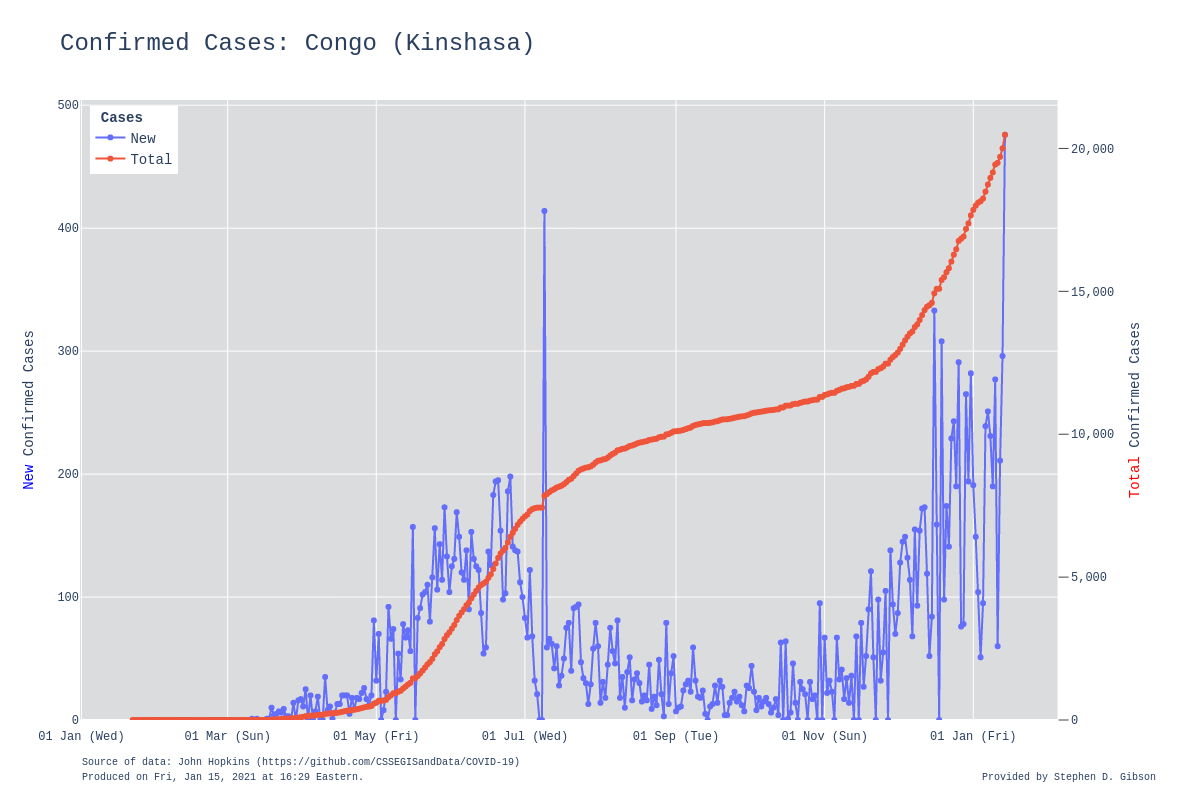 Confirmed Cases: Congo (Kinshasa)
Cases
New
Total
500
400
300
200
100
0
New Confirmed Cases
20,000
15,000
10,000
5,000
0
Total Confirmed Cases
01 Jan (Wed)
01 Mar (Sun)
01 May (Fri)
01 Jul (Wed)
01 Sep (Tue)
01 Nov (Sun)
01 Jan (Fri)
Source of data: John Hopkins (https://github.com/CSSEGISandData/COVID-19)
Produced on Fri, Jan 15, 2021 at 16:29 Eastern.
Provided by Stephen D. Gibson